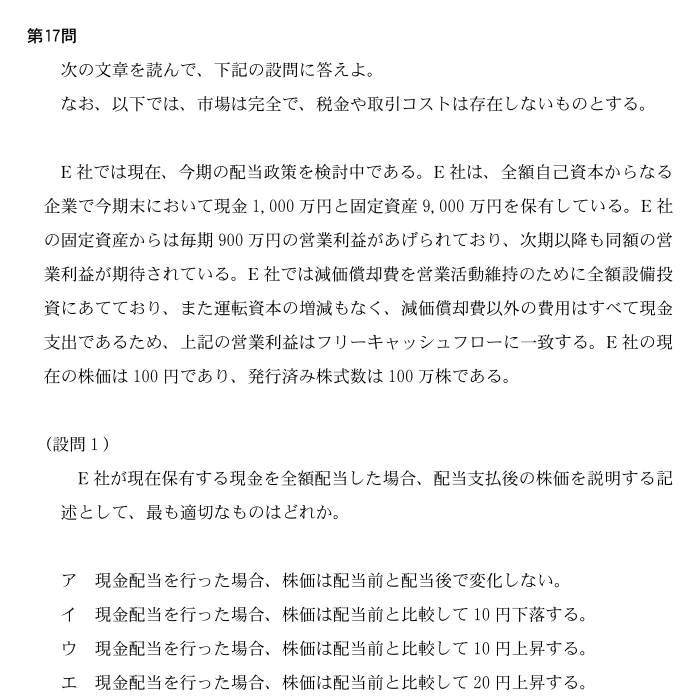 第17問
次の文章を読んで、下記の設問に答えよ。
なお、以下では、市場は完全で、税金や取引コストは存在しないものとする。
E 社では現在、今期の配当政策を検討中である。E 社は、全額自己資本からなる
企業で今期末において現金 1,000 万円と固定資産 9,000 万円を保有している。E 社
の固定資産からは毎期 900 万円の営業利益があげられており、次期以降も同額の営
業利益が期待されている。E 社では減価償却費を営業活動維持のために全額設備投
資にあてており、また運転資本の増減もなく、減価償却費以外の費用はすべて現金
支出であるため、上記の営業利益はフリーキャッシュフローに一致する。E 社の現
在の株価は 100 円であり、発行済み株式数は 100 万株である。
(設問 1 )
E 社が現在保有する現金を全額配当した場合、配当支払後の株価を説明する記
述として、最も適切なものはどれか。
ア 現金配当を行った場合、株価は配当前と配当後で変化しない。
イ 現金配当を行った場合、株価は配当前と比較して 10 円下落する。
ウ 現金配当を行った場合、株価は配当前と比較して 10 円上昇する。
エ 現金配当を行った場合、株価は配当前と比較して 20 円上昇する。